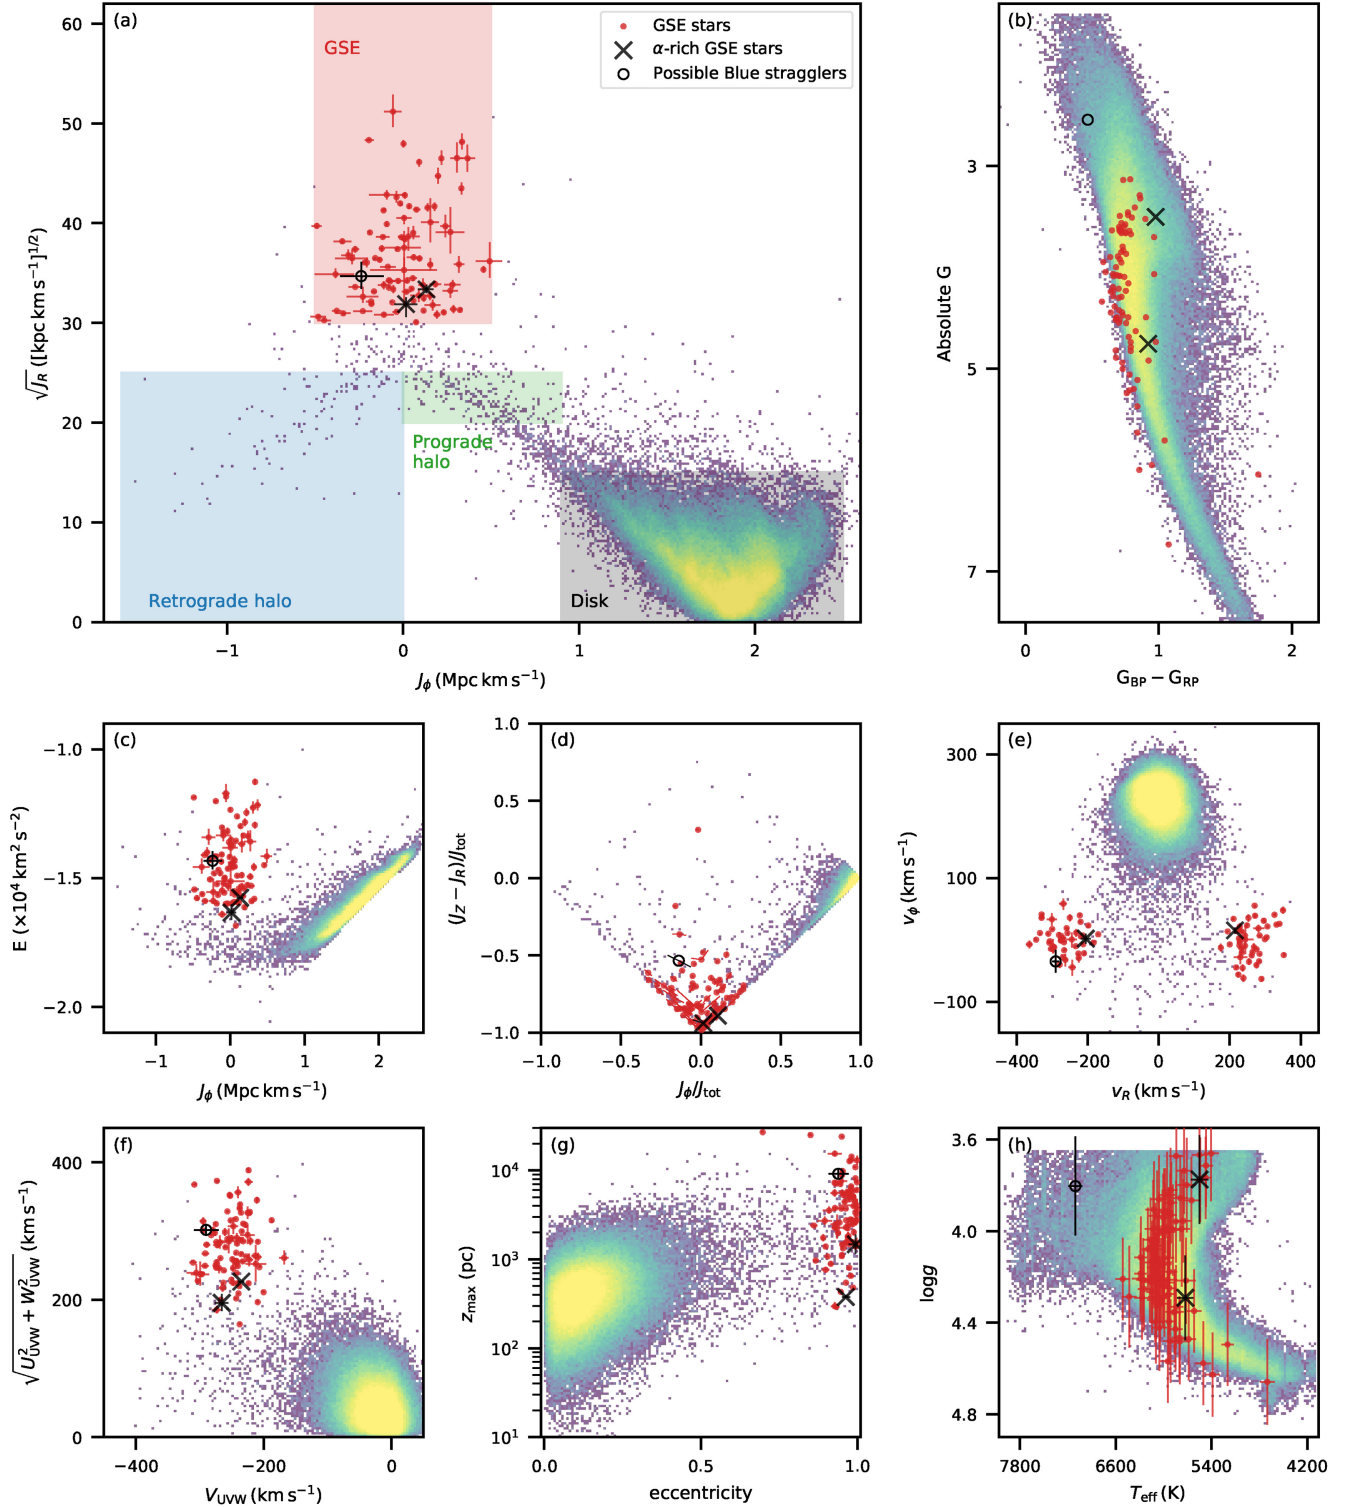 (a)
GSE
GSE stars
α-rich GSE stars
Possible Blue stragglers
60
50
40
30
20
10
0
√J_R ([kpc km s⁻¹]^{1/2})
Retrograde halo
Prograde
halo
Disk
−1 0 1 2
J_ϕ (Mpc km s⁻¹)
(b)
3
5
7
Absolute G
0 1 2
G_BP − G_RP
(c)
−1.0
−1.5
−2.0
E (×10⁴ km² s⁻²)
−1 0 1 2
J_ϕ (Mpc km s⁻¹)
(d)
1.0
0.5
0.0
−0.5
−1.0
(J_Z − J_R)/J_tot
−1.0 −0.5 0.0 0.5 1.0
J_ϕ/J_tot
(e)
300
100
−100
v_ϕ (km s⁻¹)
−400 −200 0 200 400
v_R (km s⁻¹)
(f)
400
200
0
√U²_UVW + W²_UVW (km s⁻¹)
−400 −200 0
V_UVW (km s⁻¹)
(g)
10⁴
10³
10²
10¹
z_max (pc)
0.0 0.5 1.0
eccentricity
(h)
3.6
4.0
4.4
4.8
logg
7800 6600 5400 4200
T_eff (K)